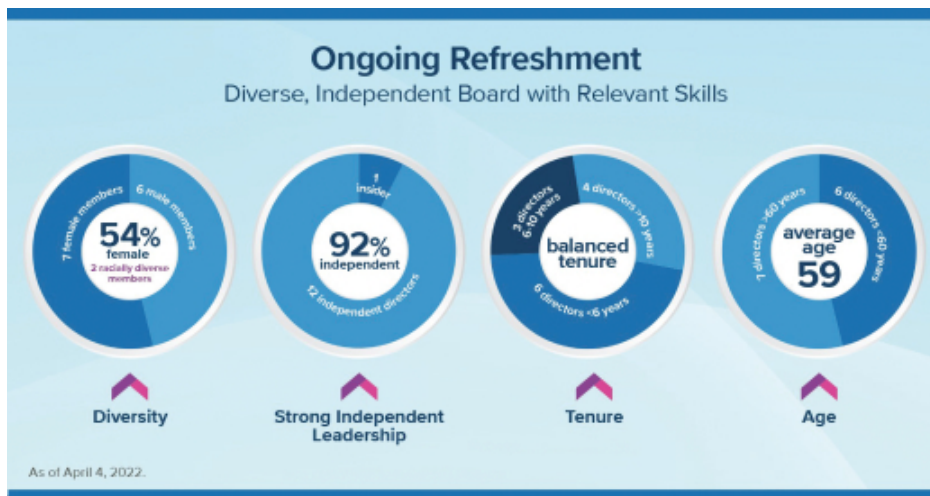 Ongoing Refreshment
Diverse, Independent Board with Relevant Skills
7 female members
6 male members
54%
female
2 racially diverse
members
Diversity
1
insider
92%
independent
12 independent directors
Strong Independent
Leadership
3 directors
6-10 years
4 directors >10 years
balanced
tenure
6 directors <6 years
Tenure
7 directors >60 years
6 directors <60 years
average
age
59
Age
As of April 4, 2022.